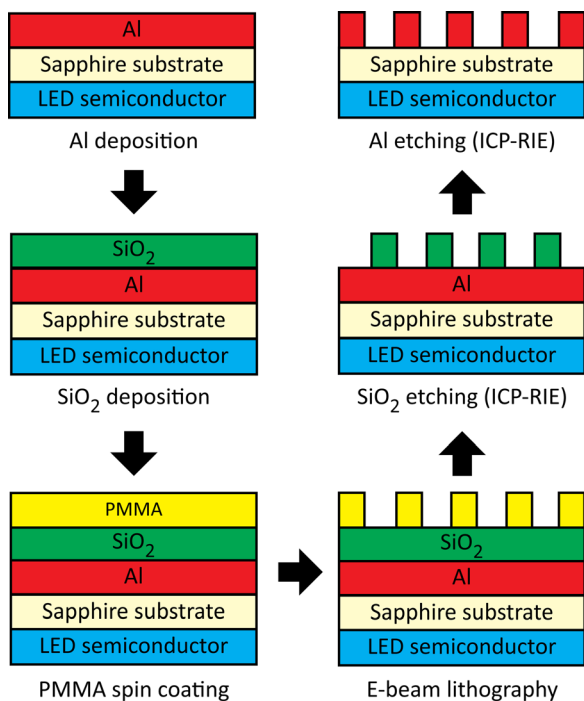 Al
Sapphire substrate
LED semiconductor
Al deposition
SiO₂
Al
Sapphire substrate
LED semiconductor
SiO₂ deposition
PMMA
SiO₂
Al
Sapphire substrate
LED semiconductor
PMMA spin coating
SiO₂
Al
Sapphire substrate
LED semiconductor
E-beam lithography
Al
Sapphire substrate
LED semiconductor
SiO₂ etching (ICP-RIE)
Sapphire substrate
LED semiconductor
Al etching (ICP-RIE)